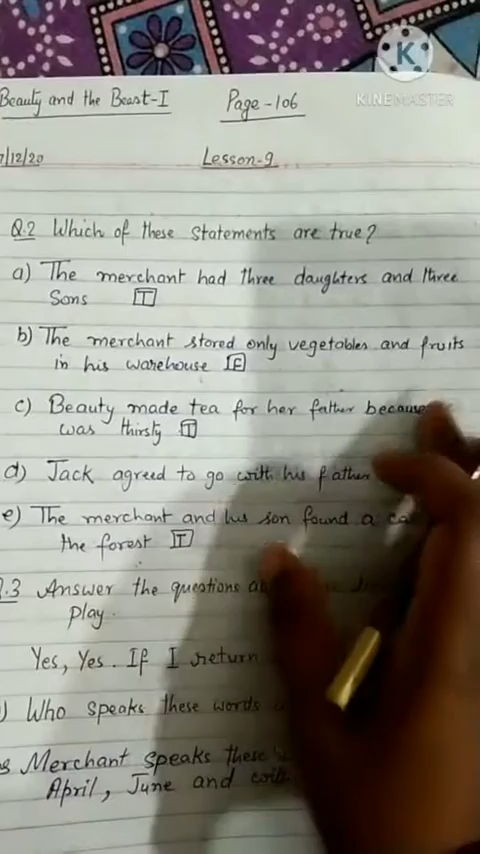 K
KINEMASTER
Beauty and the Beast-I Page-106
/12/20 Lesson-9
Q.2 Which of these statements are true?
a) The merchant had three daughters and three
Sons T
b) The merchant stored only vegetables and fruits
in his warehouse F
c) Beauty made tea for her father because
was thirsty T
d) Jack agreed to go with his father
e) The merchant and his son found a
the forest T
.3 Answer the questions
play.
Yes, Yes. If I return
) Who speaks these words
s Merchant speaks these
April, June and